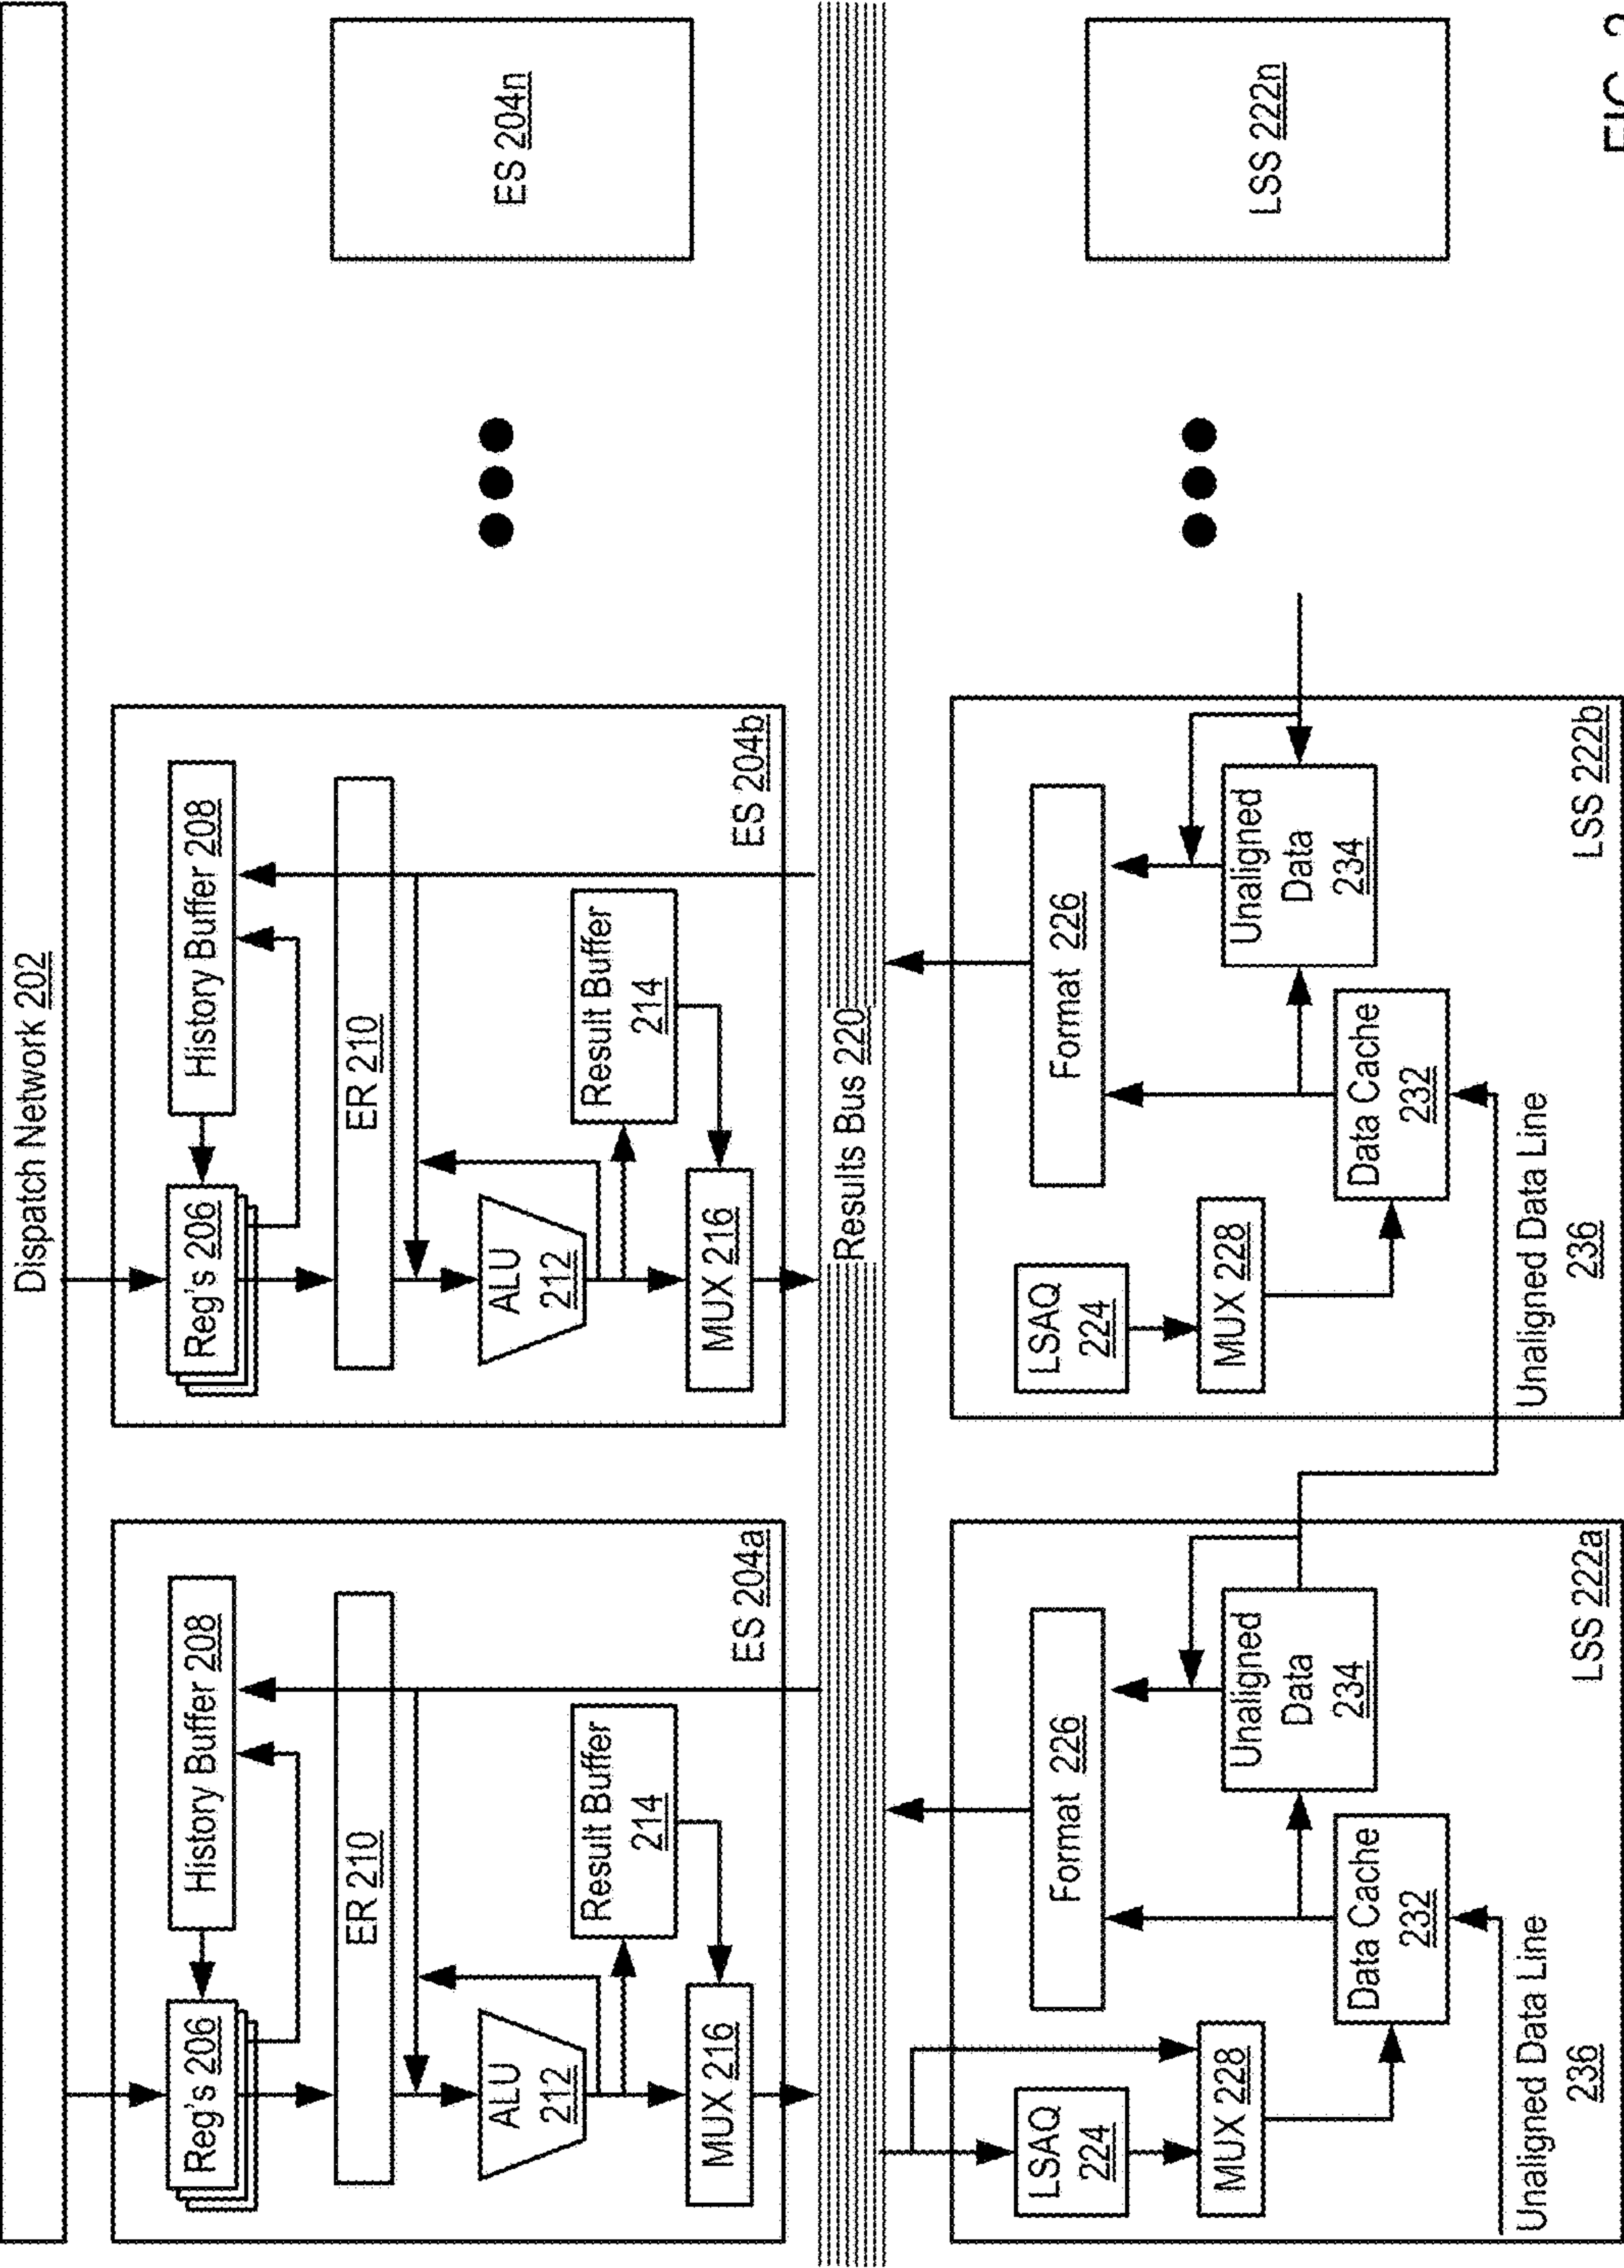 Dispatch Network 202
Reg's 206
History Buffer 208
ER 210
ALU
212
Result Buffer
214
MUX 216
ES 204a
Reg's 206
History Buffer 208
ER 210
ALU
212
Result Buffer
214
MUX 216
ES 204b
ES 204n
Results Bus 220
LSAQ
224
MUX 228
Format 226
Data Cache
232
Unaligned
Data
234
Unaligned Data Line
236
LSS 222a
LSAQ
224
MUX 228
Format 226
Data Cache
232
Unaligned
Data
234
Unaligned Data Line
236
LSS 222b
LSS 222n